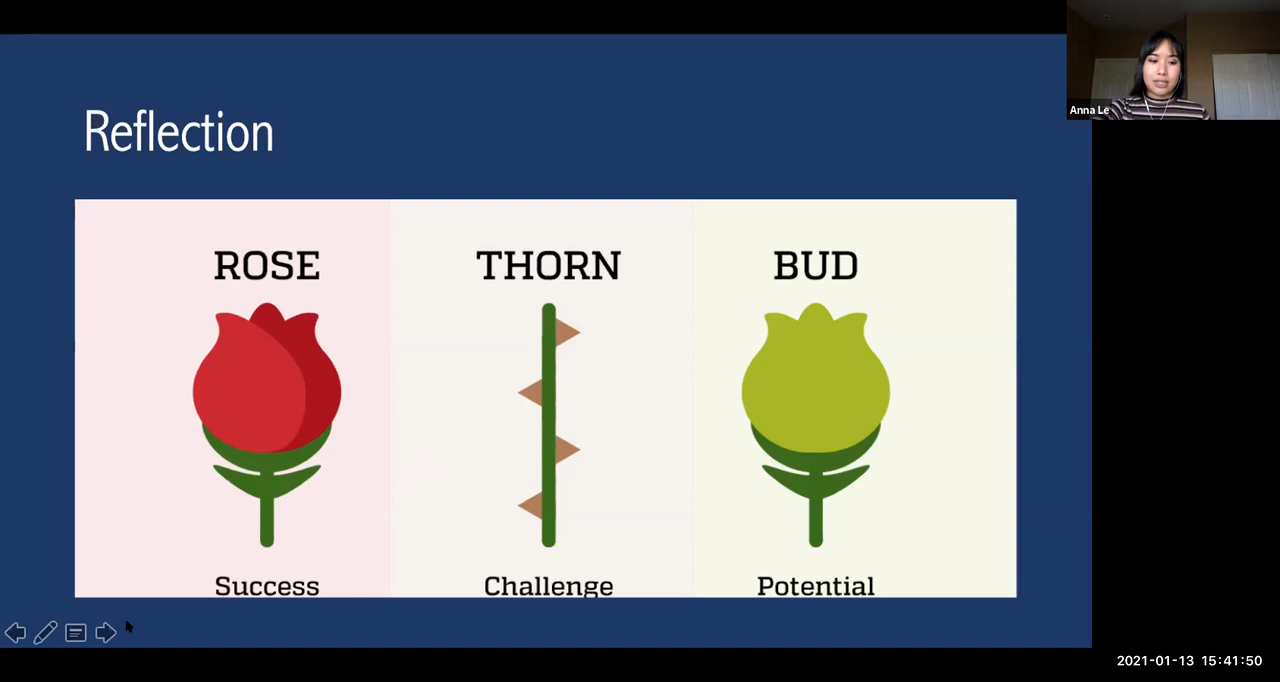 Reflection
Anna Le
ROSE
THORN
BUD
Success
Challenge
Potential
2021-01-13 15:41:50